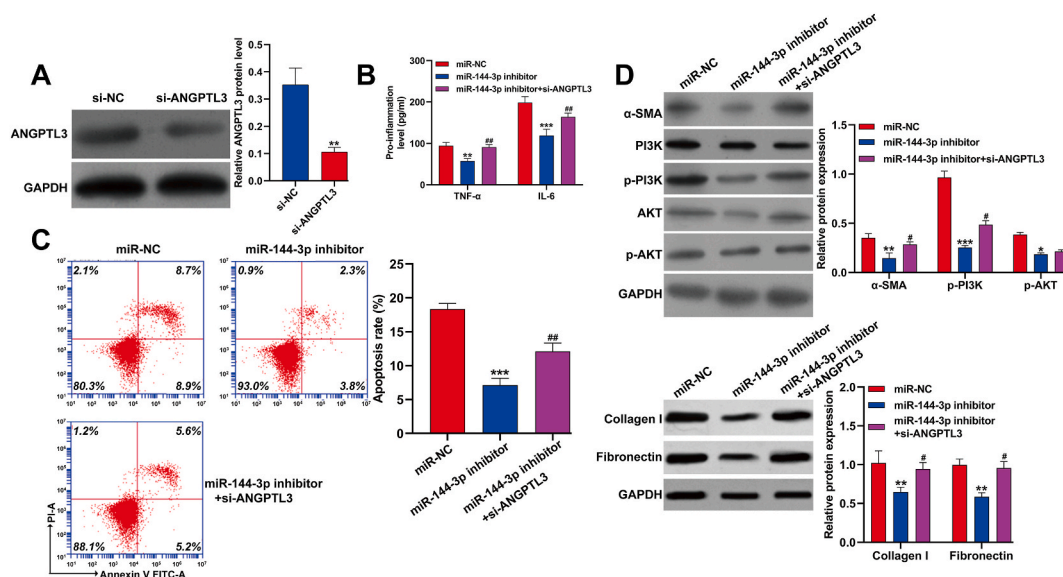 A
si-NC si-ANGPTL3
ANGPTL3
GAPDH
Relative ANGPTL3 protein level
0.5
0.4
0.3
0.2
0.1
0.0
**
si-NC
si-ANGPTL3
B
Pro-inflammation
level (pg/ml)
300
200
150
100
50
0
miR-NC
miR-144-3p inhibitor
miR-144-3p inhibitor+si-ANGPTL3
** ## *** ##
TNF-α IL-6
C
miR-NC
2.1% 8.7%
80.3% 8.9%
miR-144-3p inhibitor
0.9% 2.3%
93.0% 3.8%
1.2% 5.6%
88.1% 5.2%
miR-144-3p inhibitor
+si-ANGPTL3
PI-A
Annexin V FITC-A
Apoptosis rate (%)
25
20
15
10
5
0
***
##
miR-NC
miR-144-3p inhibitor
miR-144-3p inhibitor
+si-ANGPTL3
D
miR-NC
miR-144-3p inhibitor
miR-144-3p inhibitor
+si-ANGPTL3
α-SMA
PI3K
p-PI3K
AKT
p-AKT
GAPDH
Relative protein expression
1.5
1.0
0.5
0.0
miR-NC
miR-144-3p inhibitor
miR-144-3p inhibitor+si-ANGPTL3
** # *** # *
α-SMA p-PI3K p-AKT
miR-NC
miR-144-3p inhibitor
miR-144-3p inhibitor
+si-ANGPTL3
Collagen I
Fibronectin
GAPDH
Relative protein expression
2.0
1.5
1.0
0.5
0.0
miR-NC
miR-144-3p inhibitor
miR-144-3p inhibitor
+si-ANGPTL3
** # ** #
Collagen I Fibronectin